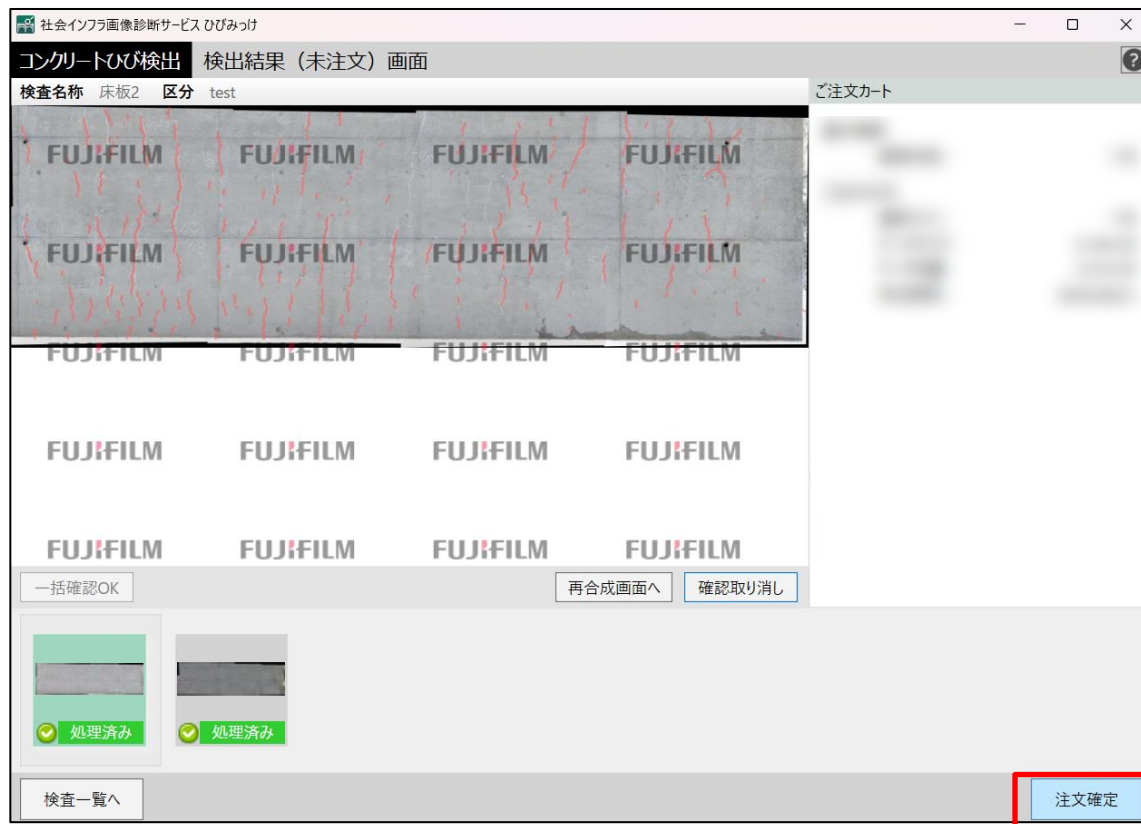 社会インフラ画像診断サービス ひびみっけ
コンクリートひび検出 検出結果（未注文）画面
検査名称 床板2 区分 test
ご注文カート
FUJIFILM FUJIFILM FUJIFILM FUJIFILM
FUJIFILM FUJIFILM FUJIFILM FUJIFILM
FUJIFILM FUJIFILM FUJIFILM FUJIFILM
FUJIFILM FUJIFILM FUJIFILM FUJIFILM
FUJIFILM FUJIFILM FUJIFILM FUJIFILM
一括確認OK 再合成画面へ 確認取り消し
処理済み 処理済み
検査一覧へ 注文確定